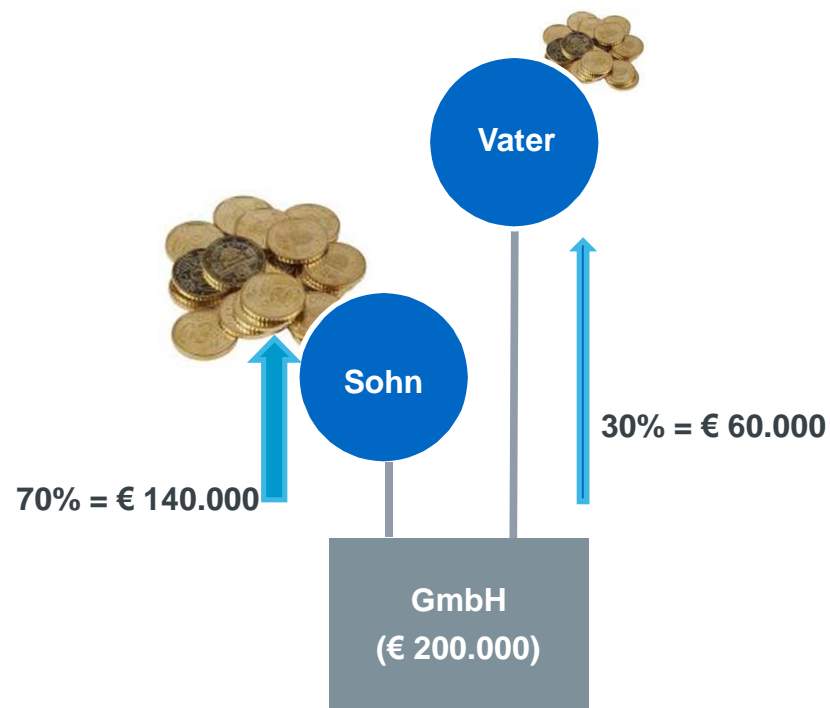 Vater
Sohn
30% = € 60.000
70% = € 140.000
GmbH
(€ 200.000)